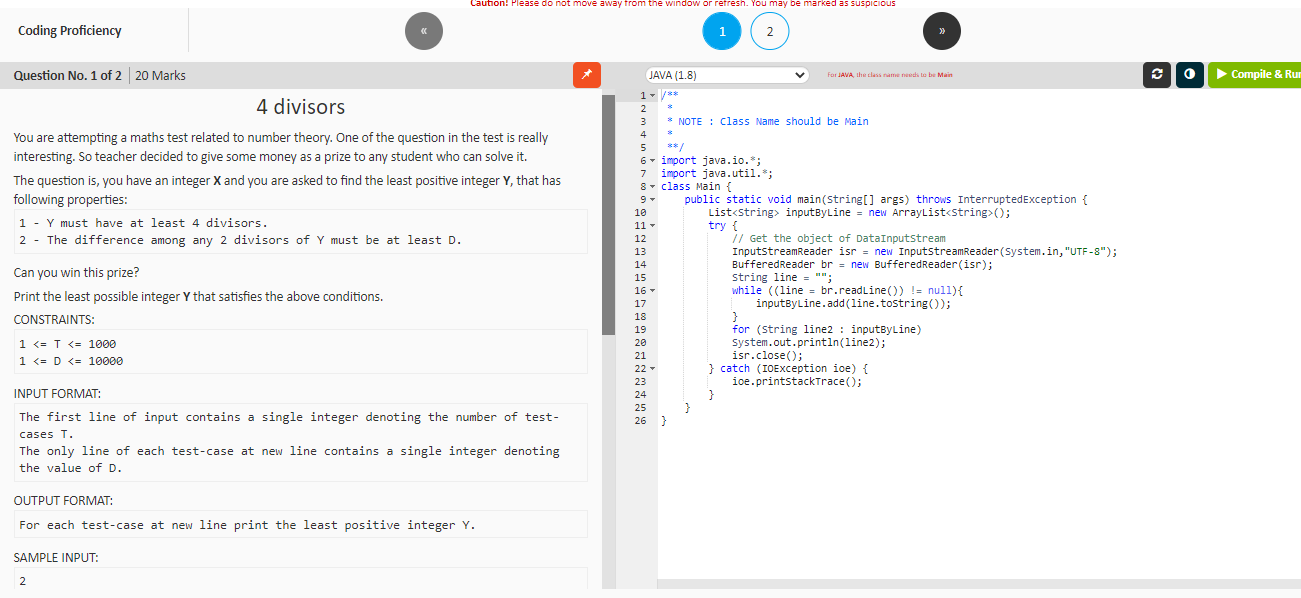 Caution! Please do not move away from the window or refresh. You may be marked as suspicious
Coding Proficiency
«
1
2
»
Question No. 1 of 2
20 Marks
4 divisors
You are attempting a maths test related to number theory. One of the question in the test is really
interesting. So teacher decided to give some money as a prize to any student who can solve it.
The question is, you have an integer X and you are asked to find the least positive integer Y, that has
following properties:
1 - Y must have at least 4 divisors.
2 - The difference among any 2 divisors of Y must be at least D.
Can you win this prize?
Print the least possible integer Y that satisfies the above conditions.
CONSTRAINTS:
1 <= T <= 1000
1 <= D <= 10000
INPUT FORMAT:
The first line of input contains a single integer denoting the number of test-
cases T.
The only line of each test-case at new line contains a single integer denoting
the value of D.
OUTPUT FORMAT:
For each test-case at new line print the least positive integer Y.
SAMPLE INPUT:
2
JAVA (1.8)
For JAVA, the class name needs to be Main
Compile & Run
1 /**
2 *
3 * NOTE : Class Name should be Main
4 *
5 **/
6 import java.io.*;
7 import java.util.*;
8 class Main {
9 public static void main(String[] args) throws InterruptedException {
10 List<String> inputByLine = new ArrayList<String>();
11 try {
12 // Get the object of DataInputStream
13 InputStreamReader isr = new InputStreamReader(System.in,"UTF-8");
14 BufferedReader br = new BufferedReader(isr);
15 String line = "";
16 while ((line = br.readLine()) != null){
17 inputByLine.add(line.toString());
18 }
19 for (String line2 : inputByLine)
20 System.out.println(line2);
21 isr.close();
22 } catch (IOException ioe) {
23 ioe.printStackTrace();
24 }
25 }
26 }